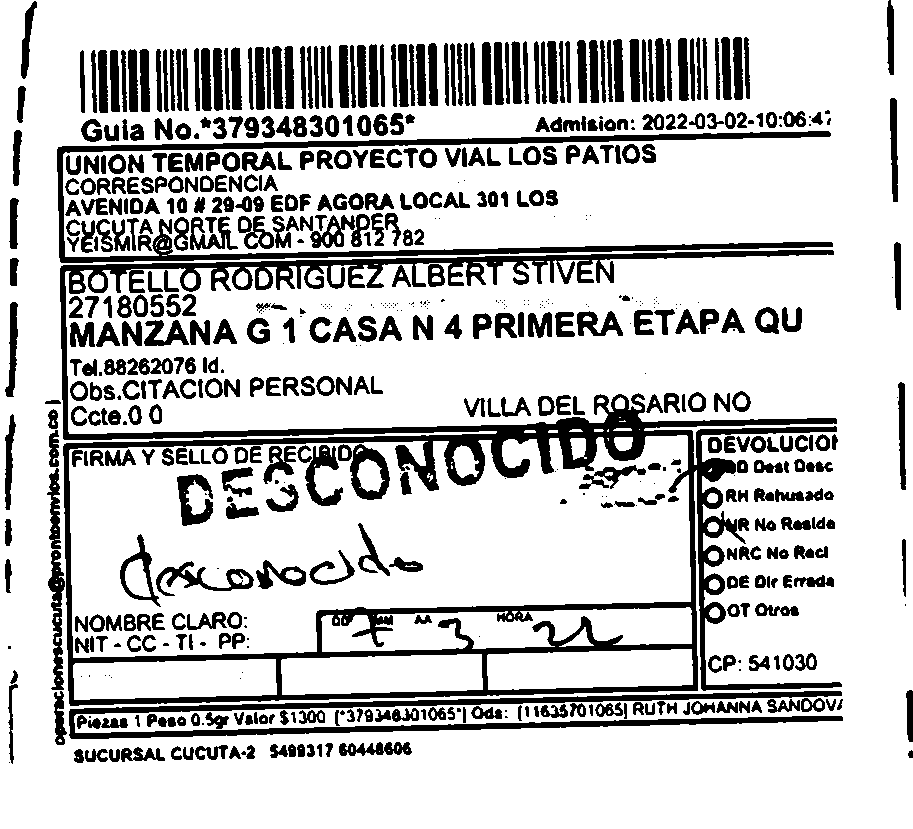 Guia No.*379348301065*
Admision: 2022-03-02-10:06:47
UNION TEMPORAL PROYECTO VIAL LOS PATIOS
CORRESPONDENCIA
AVENIDA 10 # 29-09 EDF AGORA LOCAL 301 LOS
CUCUTA NORTE DE SANTANDER
YEISMIR@GMAIL COM - 900 812 782
BOTELLO RODRIGUEZ ALBERT STIVEN
27180552
MANZANA G 1 CASA N 4 PRIMERA ETAPA QU
Tel.88262076 Id.
Obs.CITACION PERSONAL
Ccte.0 0
VILLA DEL ROSARIO NO
FIRMA Y SELLO DE RECIBIDO
DESCONOCIDO
desconocido
NOMBRE CLARO:
NIT - CC - TI - PP:
DD MM AA HORA
7 3 22
DEVOLUCION
DD Dest Desc
RH Rehusado
NR No Reside
NRC No Recl
DE Dir Errada
OT Otros
CP: 541030
Piezas 1 Peso 0.5gr Valor $1300 [*379348301065*] Ods: [11635701065] RUTH JOHANNA SANDOVA
SUCURSAL CUCUTA-2 5499317 60448606
operacionescucuta@prontoenvios.com.co